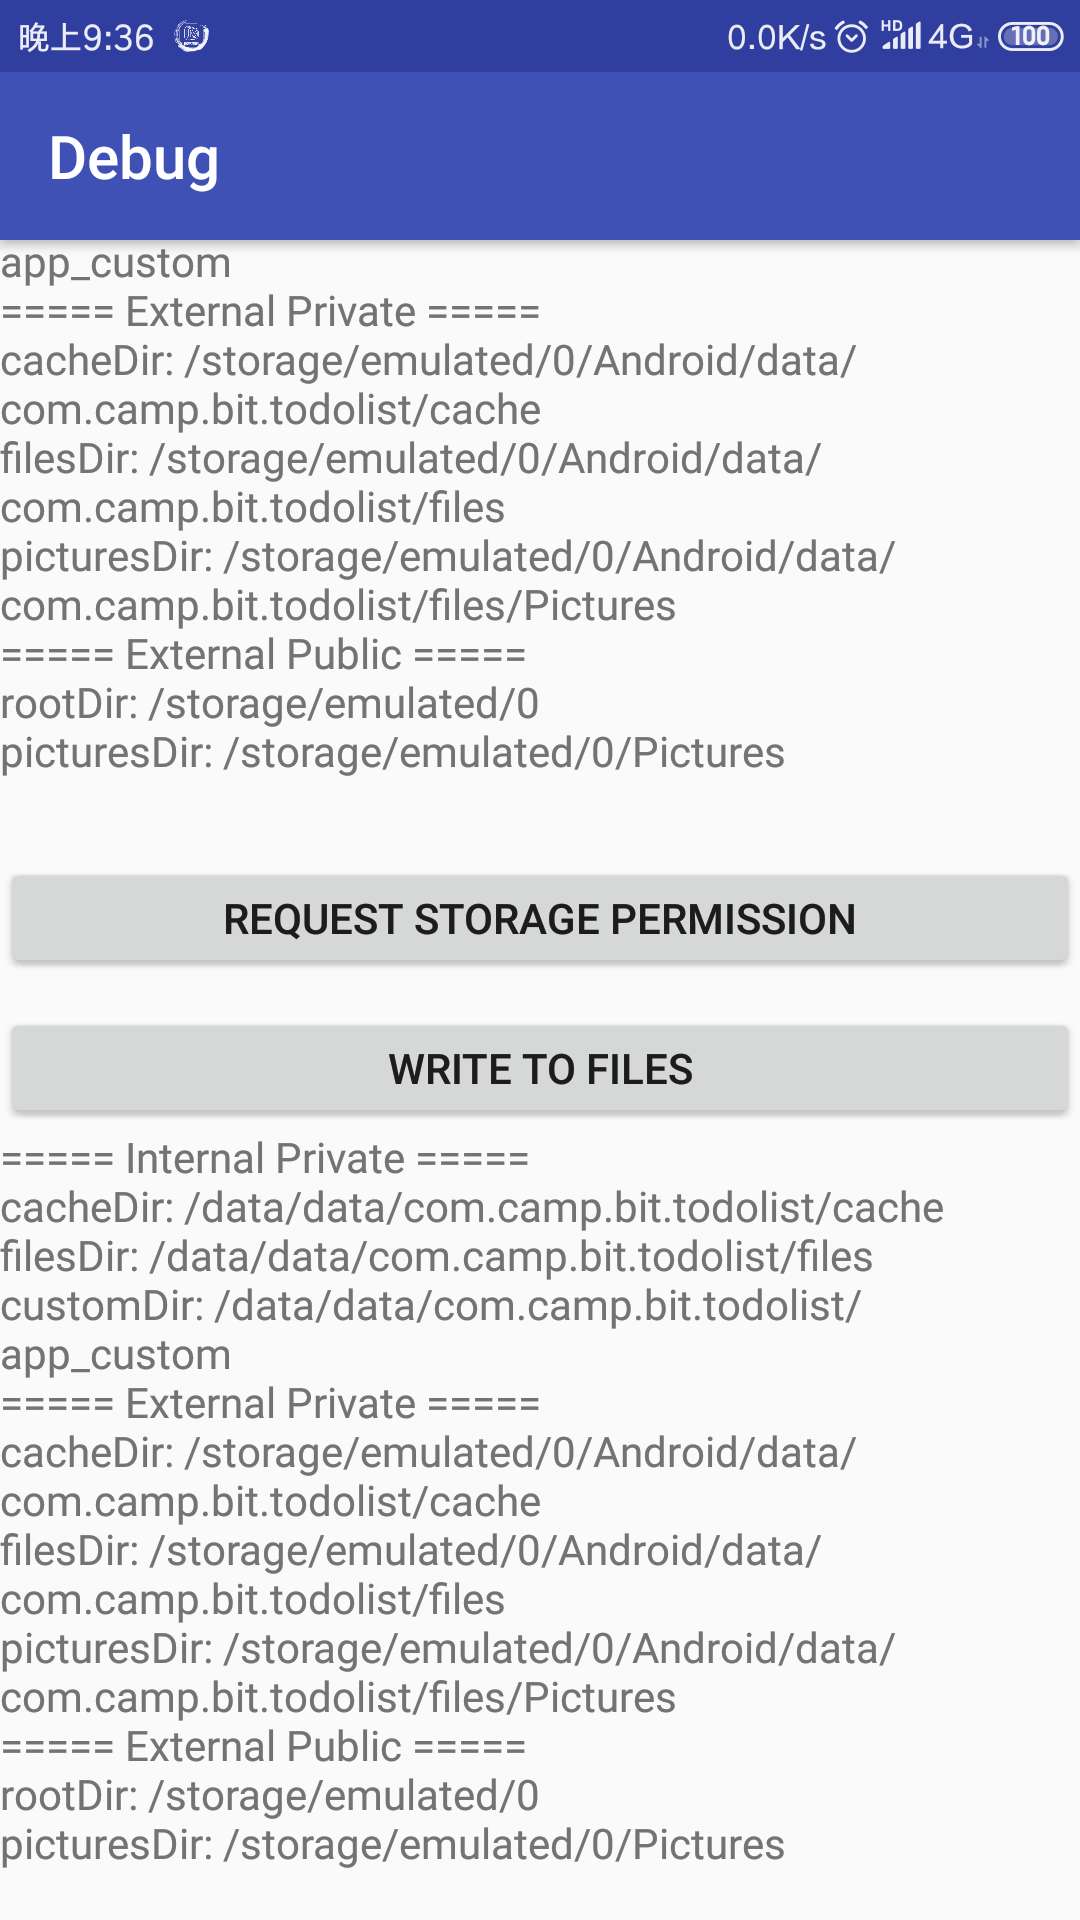 晚上9:36 0.0K/s HD 4G 100
Debug
app_custom
===== External Private =====
cacheDir: /storage/emulated/0/Android/data/
com.camp.bit.todolist/cache
filesDir: /storage/emulated/0/Android/data/
com.camp.bit.todolist/files
picturesDir: /storage/emulated/0/Android/data/
com.camp.bit.todolist/files/Pictures
===== External Public =====
rootDir: /storage/emulated/0
picturesDir: /storage/emulated/0/Pictures
REQUEST STORAGE PERMISSION
WRITE TO FILES
===== Internal Private =====
cacheDir: /data/data/com.camp.bit.todolist/cache
filesDir: /data/data/com.camp.bit.todolist/files
customDir: /data/data/com.camp.bit.todolist/
app_custom
===== External Private =====
cacheDir: /storage/emulated/0/Android/data/
com.camp.bit.todolist/cache
filesDir: /storage/emulated/0/Android/data/
com.camp.bit.todolist/files
picturesDir: /storage/emulated/0/Android/data/
com.camp.bit.todolist/files/Pictures
===== External Public =====
rootDir: /storage/emulated/0
picturesDir: /storage/emulated/0/Pictures